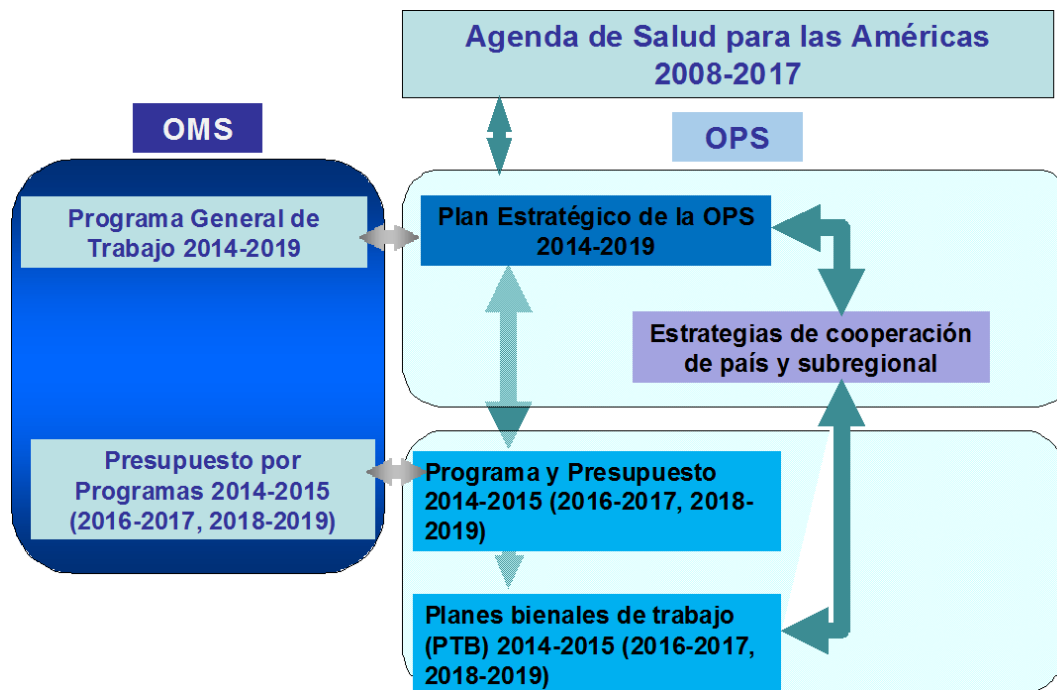 Agenda de Salud para las Américas
2008-2017
OMS
OPS
Programa General de
Trabajo 2014-2019
Plan Estratégico de la OPS
2014-2019
Estrategias de cooperación
de país y subregional
Presupuesto por
Programas 2014-2015
(2016-2017, 2018-2019)
Programa y Presupuesto
2014-2015 (2016-2017, 2018-
2019)
Planes bienales de trabajo
(PTB) 2014-2015 (2016-2017,
2018-2019)